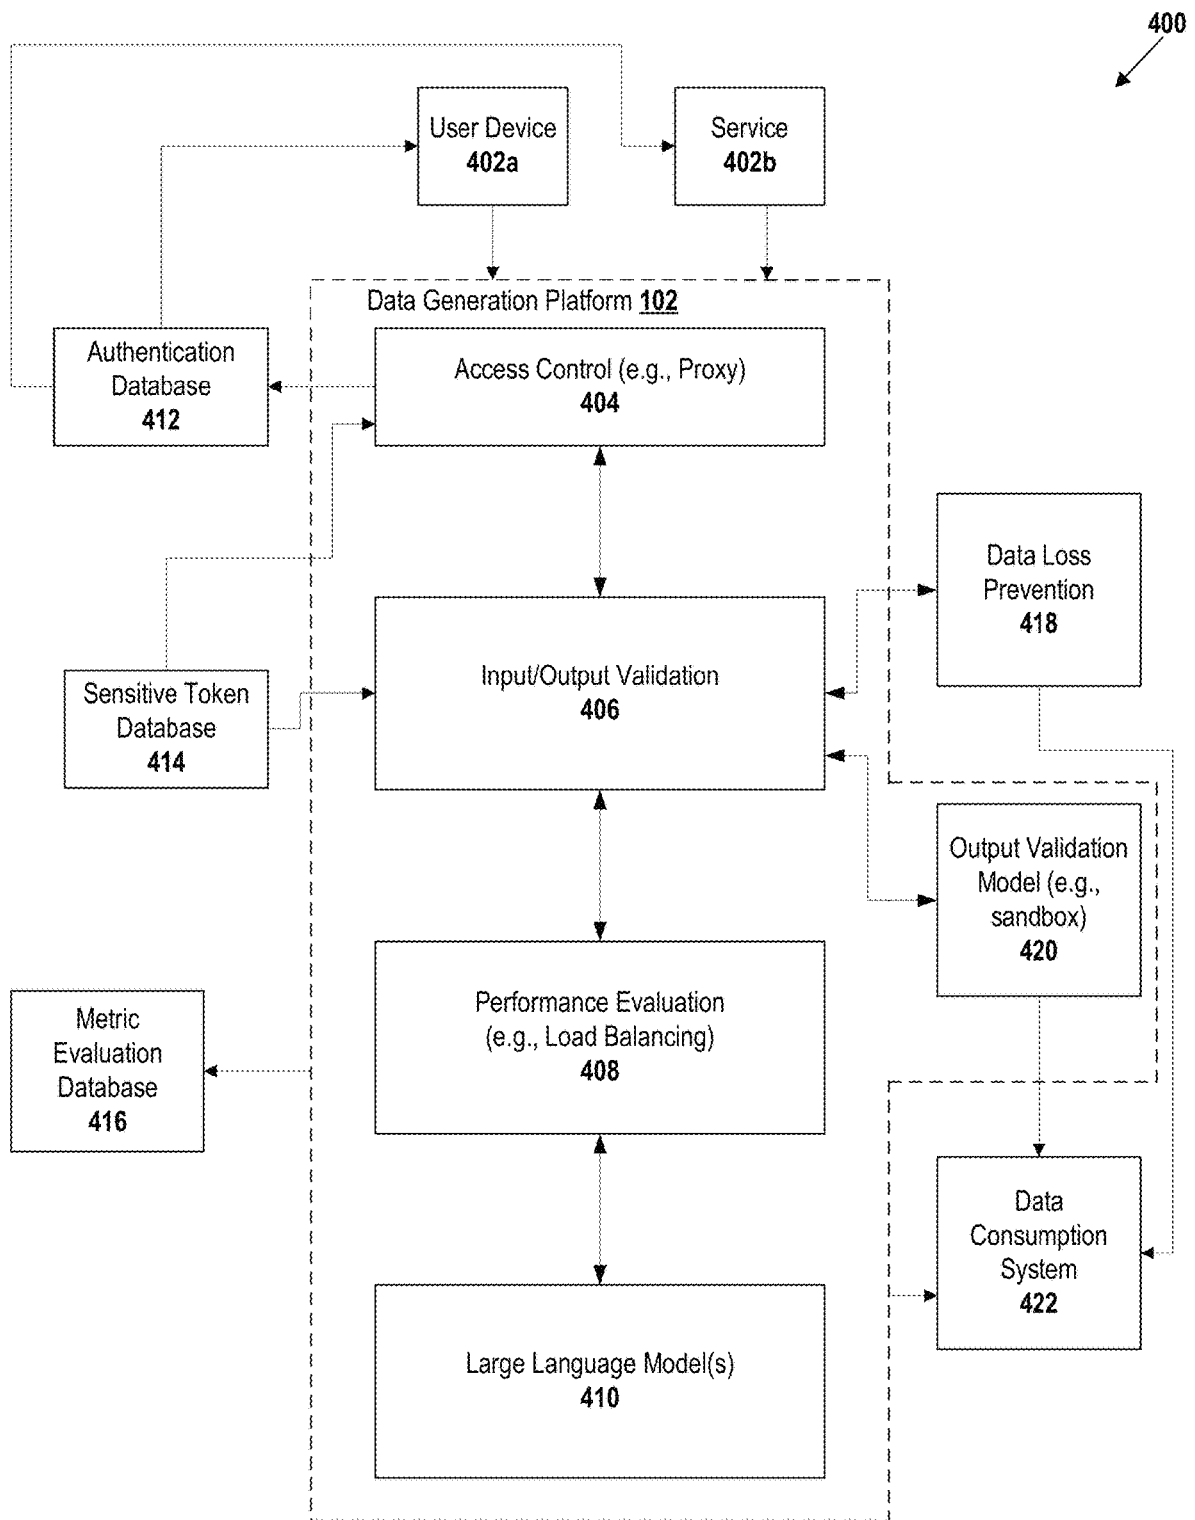 400
User Device
402a
Service
402b
Data Generation Platform 102
Authentication
Database
412
Access Control (e.g., Proxy)
404
Data Loss
Prevention
418
Input/Output Validation
406
Sensitive Token
Database
414
Output Validation
Model (e.g.,
sandbox)
420
Performance Evaluation
(e.g., Load Balancing)
408
Metric
Evaluation
Database
416
Data
Consumption
System
422
Large Language Model(s)
410